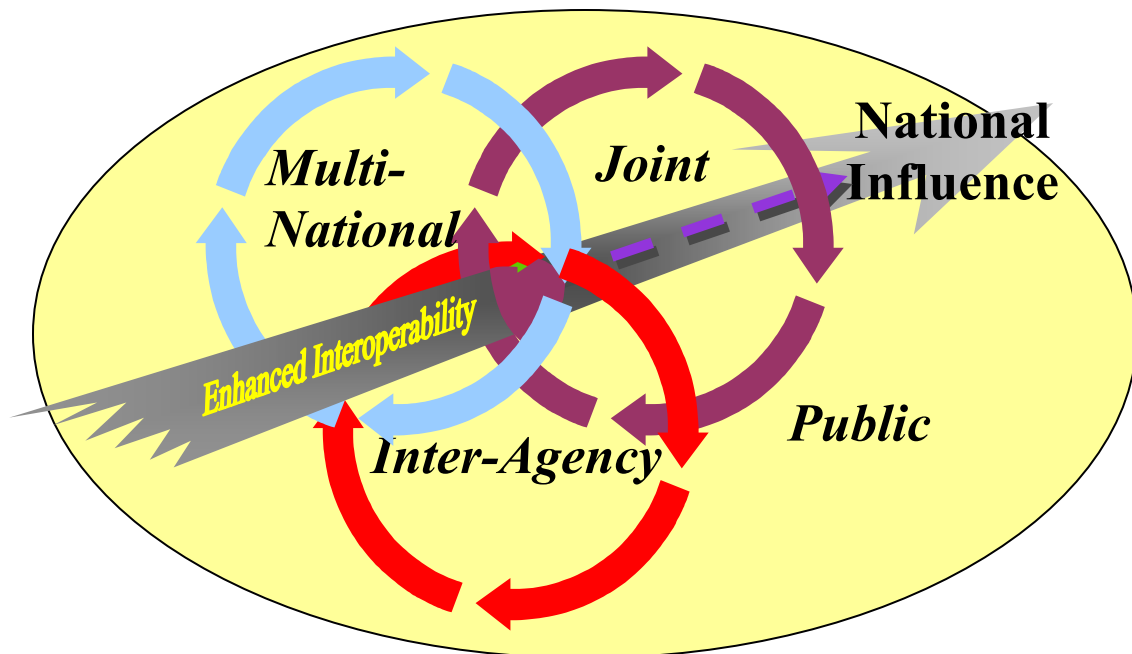 National
Influence
Multi-
National
Joint
Enhanced Interoperability
Public
Inter-Agency